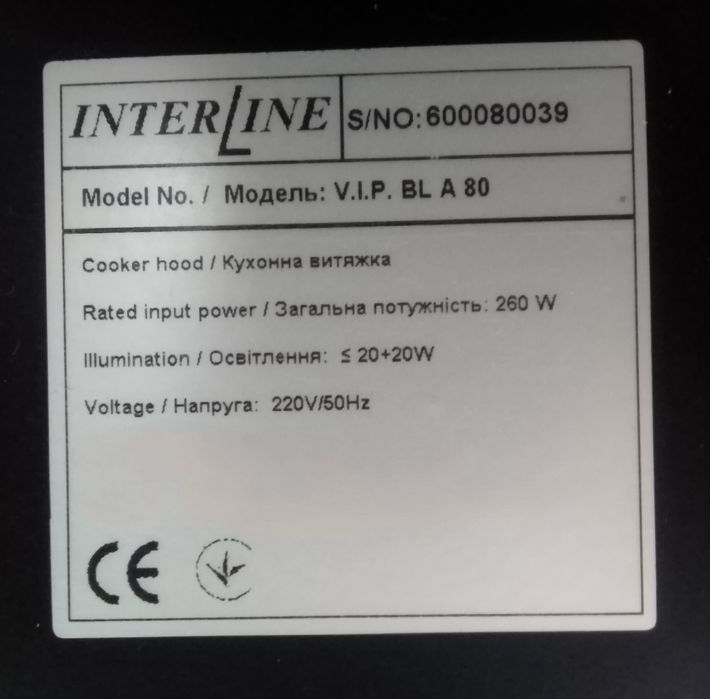 INTERLINE
S/NO: 600080039
Model No. / Модель: V.I.P. BL A 80
Cooker hood / Кухонна витяжка
Rated input power / Загальна потужність: 260 W
Illumination / Освітлення: ≤ 20+20W
Voltage / Напруга: 220V/50Hz
CE